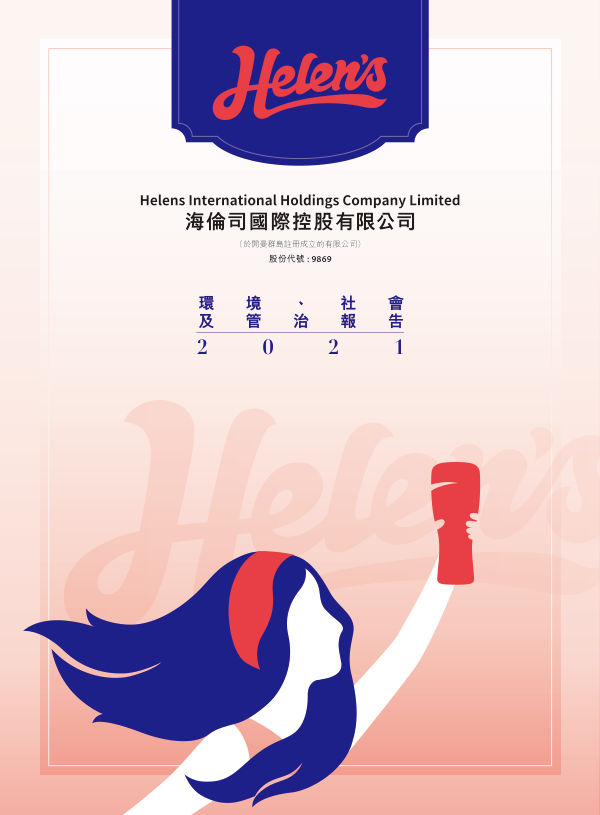 Helen's
Helens International Holdings Company Limited
海倫司國際控股有限公司
（於開曼群島註冊成立的有限公司）
股份代號 : 9869
環境、社會
及管治報告
2021
Helen's